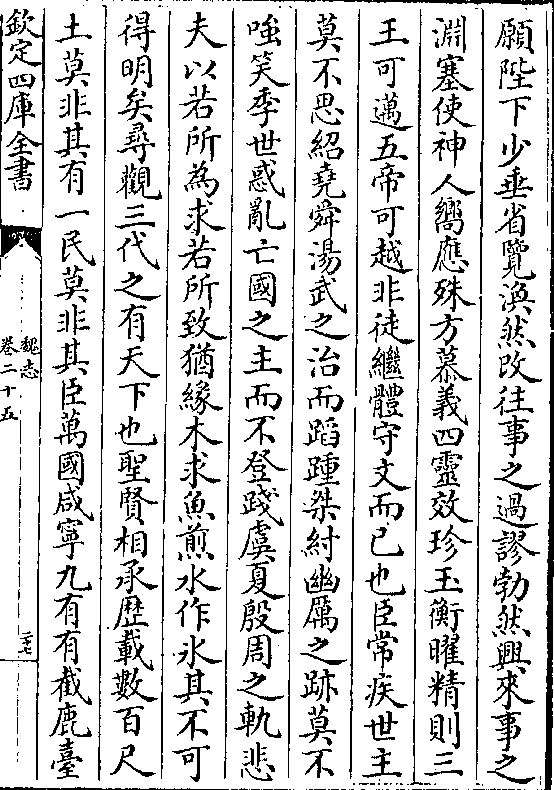 願陛下少垂省覽渙然改往事之過謬勃然興來事之
淵塞使神人嚮應殊方慕義四靈效珍玉衡曜精則三
王可邁五帝可越非徒繼體守文而已也臣常疾世主
莫不思紹堯舜湯武之治而蹈踵桀紂幽厲之跡莫不
嗤笑季世惑亂亡國之主而不登踐虞夏殷周之軌悲
夫以若所為求若所致猶緣木求魚煎水作氷其不可
得明矣尋觀三代之有天下也聖賢相承歴載數百尺
土莫非其有一民莫非其臣萬國咸寧九有有截鹿臺
欽定四庫全書
魏志
卷二十五
二十七